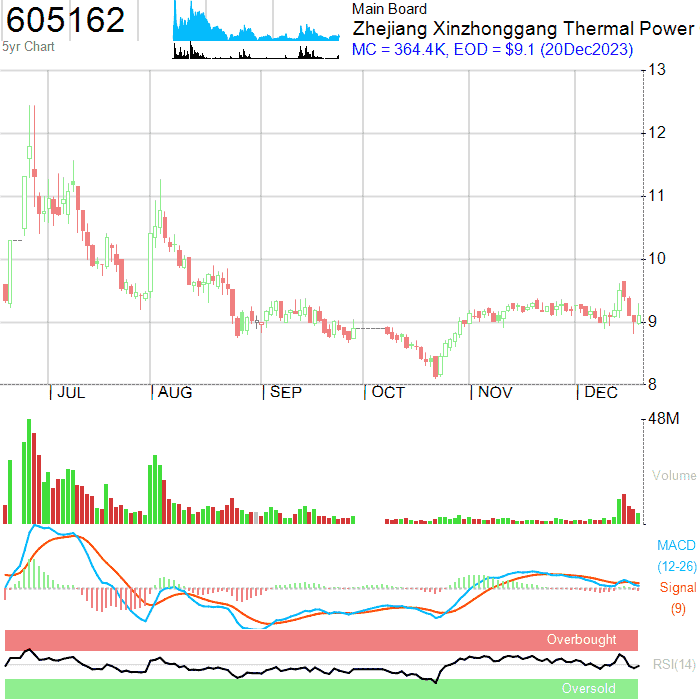 605162
5yr Chart
Main Board
Zhejiang Xinzhonggang Thermal Power
MC = 364.4K, EOD = $9.1 (20Dec2023)
13
12
11
10
9
8
JUL
AUG
SEP
OCT
NOV
DEC
48M
Volume
MACD
(12-26)
Signal
(9)
Overbought
RSI(14)
Oversold